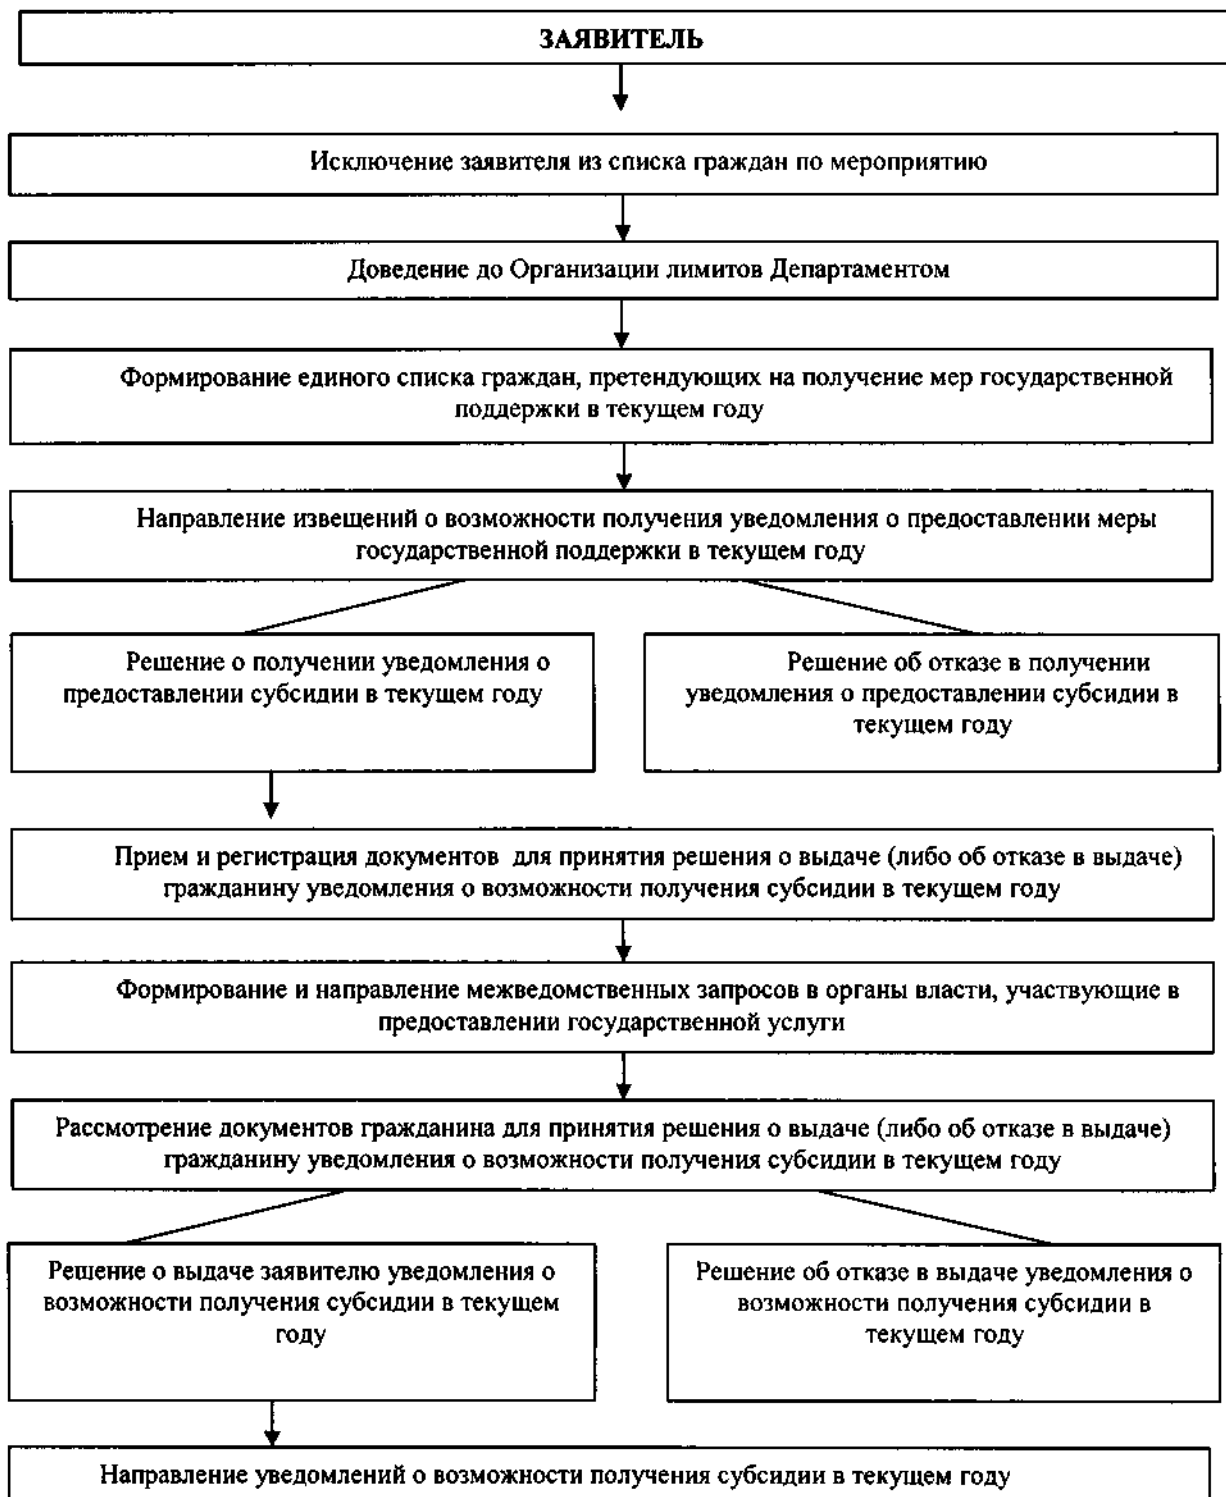 ЗАЯВИТЕЛЬ
Исключение заявителя из списка граждан по мероприятию
Доведение до Организации лимитов Департаментом
Формирование единого списка граждан, претендующих на получение мер государственной
поддержки в текущем году
Направление извещений о возможности получения уведомления о предоставлении меры
государственной поддержки в текущем году
Решение о получении уведомления о
предоставлении субсидии в текущем году
Решение об отказе в получении
уведомления о предоставлении субсидии в
текущем году
Прием и регистрация документов для принятия решения о выдаче (либо об отказе в выдаче)
гражданину уведомления о возможности получения субсидии в текущем году
Формирование и направление межведомственных запросов в органы власти, участвующие в
предоставлении государственной услуги
Рассмотрение документов гражданина для принятия решения о выдаче (либо об отказе в выдаче)
гражданину уведомления о возможности получения субсидии в текущем году
Решение о выдаче заявителю уведомления о
возможности получения субсидии в текущем
году
Решение об отказе в выдаче уведомления о
возможности получения субсидии в
текущем году
Направление уведомлений о возможности получения субсидии в текущем году